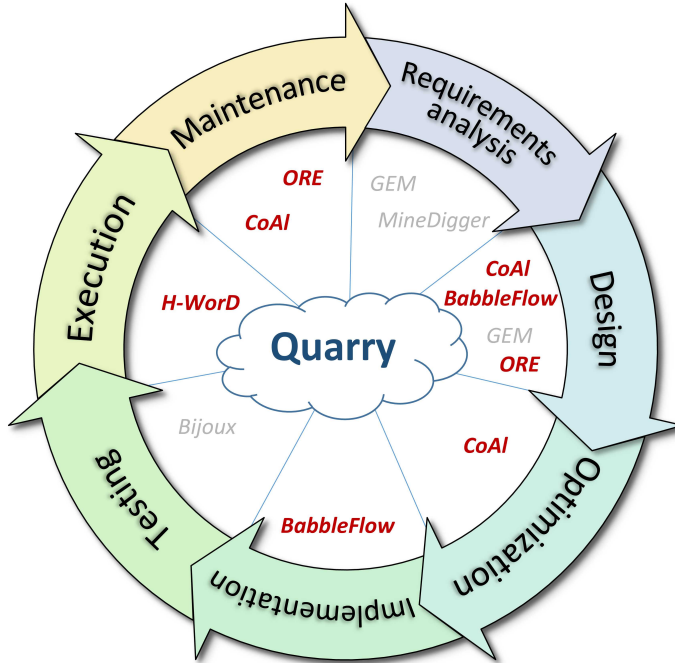 Maintenance
Requirements
analysis
Design
Optimization
Implementation
Testing
Execution
ORE
CoAl
GEM
MineDigger
CoAl
BabbleFlow
GEM
ORE
CoAl
BabbleFlow
Bijoux
H-WorD
Quarry